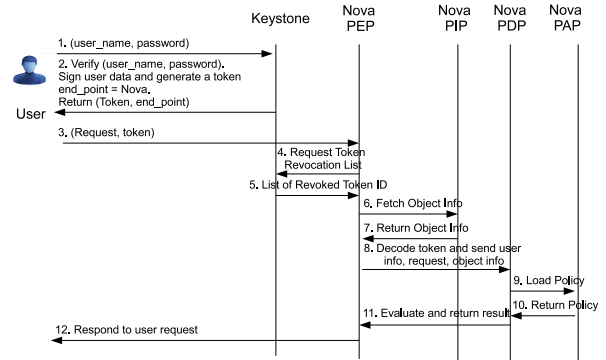 Keystone
Nova
PEP
Nova
PIP
Nova
PDP
Nova
PAP
User
1. (user_name, password)
2. Verify (user_name, password).
Sign user data and generate a token
end_point = Nova.
Return (Token, end_point)
3. (Request, token)
4. Request Token
Revocation List
5. List of Revoked Token ID
6. Fetch Object Info
7. Return Object Info
8. Decode token and send user
info, request, object info
9. Load Policy
10. Return Policy
11. Evaluate and return result
12. Respond to user request